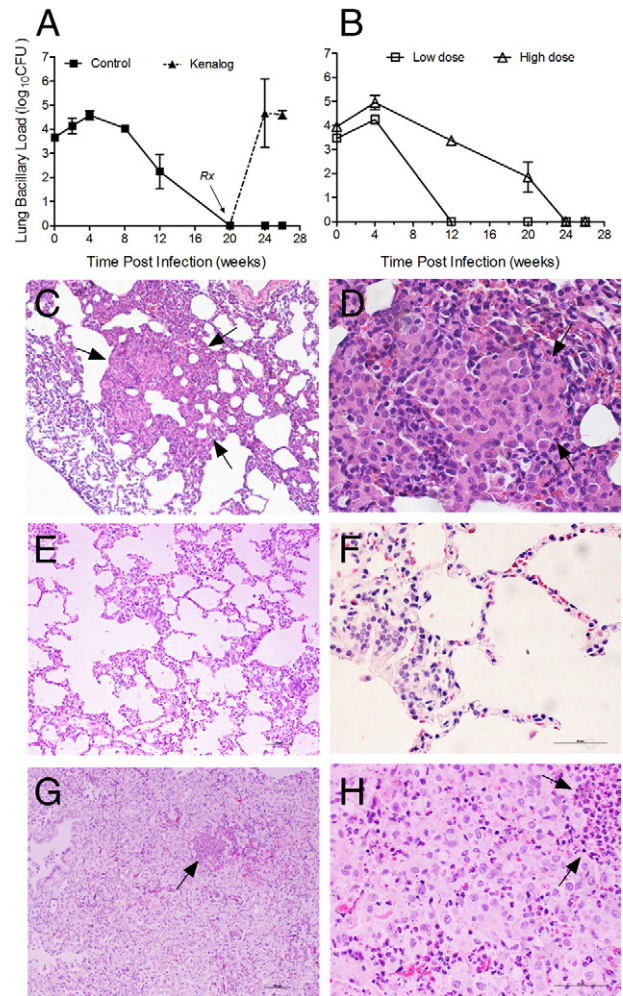 A
B
Control
Kenalog
Low dose
High dose
Lung Bacillary Load (log10CFU)
7
6
5
4
3
2
1
0
Rx
0 4 8 12 16 20 24 28
Time Post Infection (weeks)
7
6
5
4
3
2
1
0
0 4 8 12 16 20 24 28
Time Post Infection (weeks)
C
D
E
F
G
H